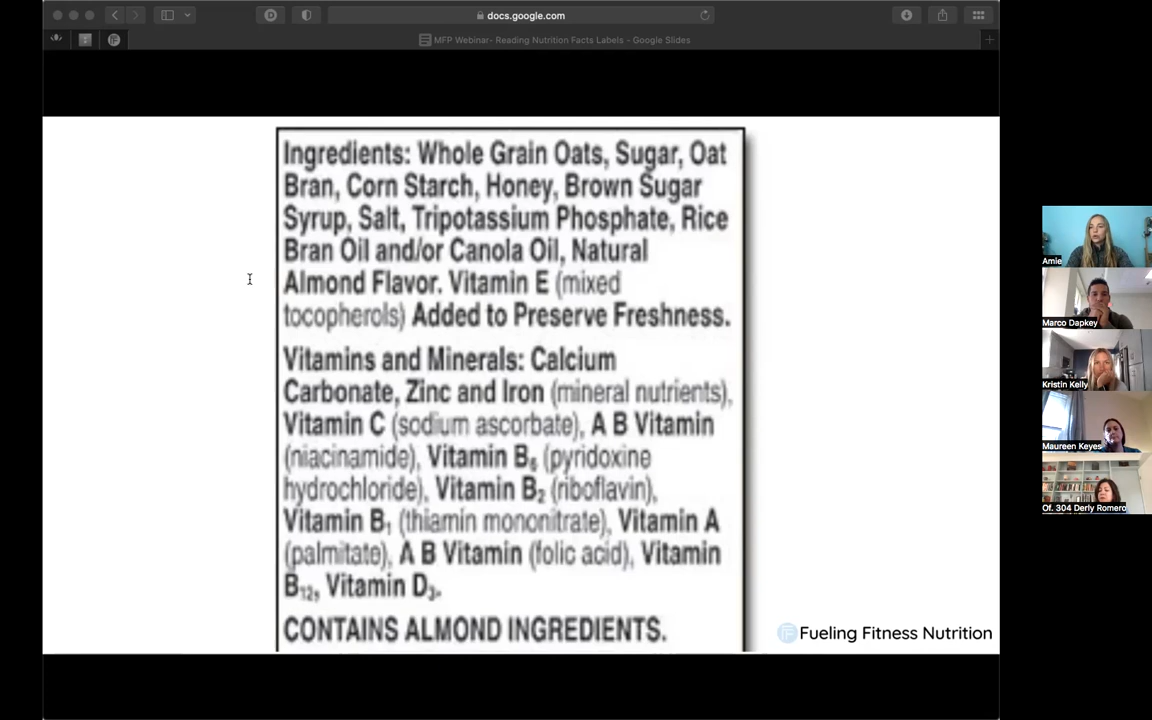 docs.google.com
MFP Webinar- Reading Nutrition Facts Labels - Google Slides
Ingredients: Whole Grain Oats, Sugar, Oat
Bran, Corn Starch, Honey, Brown Sugar
Syrup, Salt, Tripotassium Phosphate, Rice
Bran Oil and/or Canola Oil, Natural
Almond Flavor. Vitamin E (mixed
tocopherols) Added to Preserve Freshness.
Vitamins and Minerals: Calcium
Carbonate, Zinc and Iron (mineral nutrients),
Vitamin C (sodium ascorbate), A B Vitamin
(niacinamide), Vitamin B₆ (pyridoxine
hydrochloride), Vitamin B₂ (riboflavin),
Vitamin B₁ (thiamin mononitrate), Vitamin A
(palmitate), A B Vitamin (folic acid), Vitamin
B₁₂, Vitamin D₃.
CONTAINS ALMOND INGREDIENTS.
Fueling Fitness Nutrition
Amie
Marco Dapkey
Kristin Kelly
Maureen Keyes
Of. 304 Derly Romero